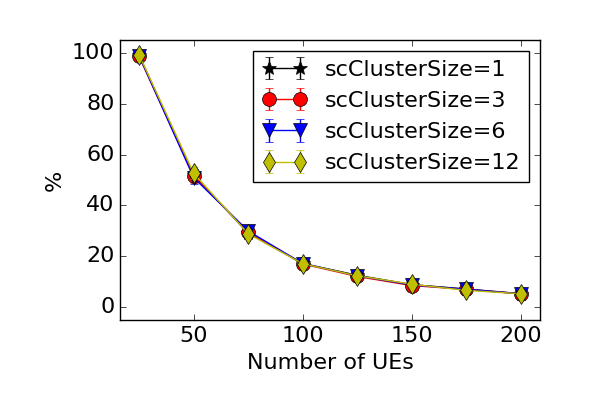 100
80
60
40
20
0
%
scClusterSize=1
scClusterSize=3
scClusterSize=6
scClusterSize=12
50 100 150 200
Number of UEs